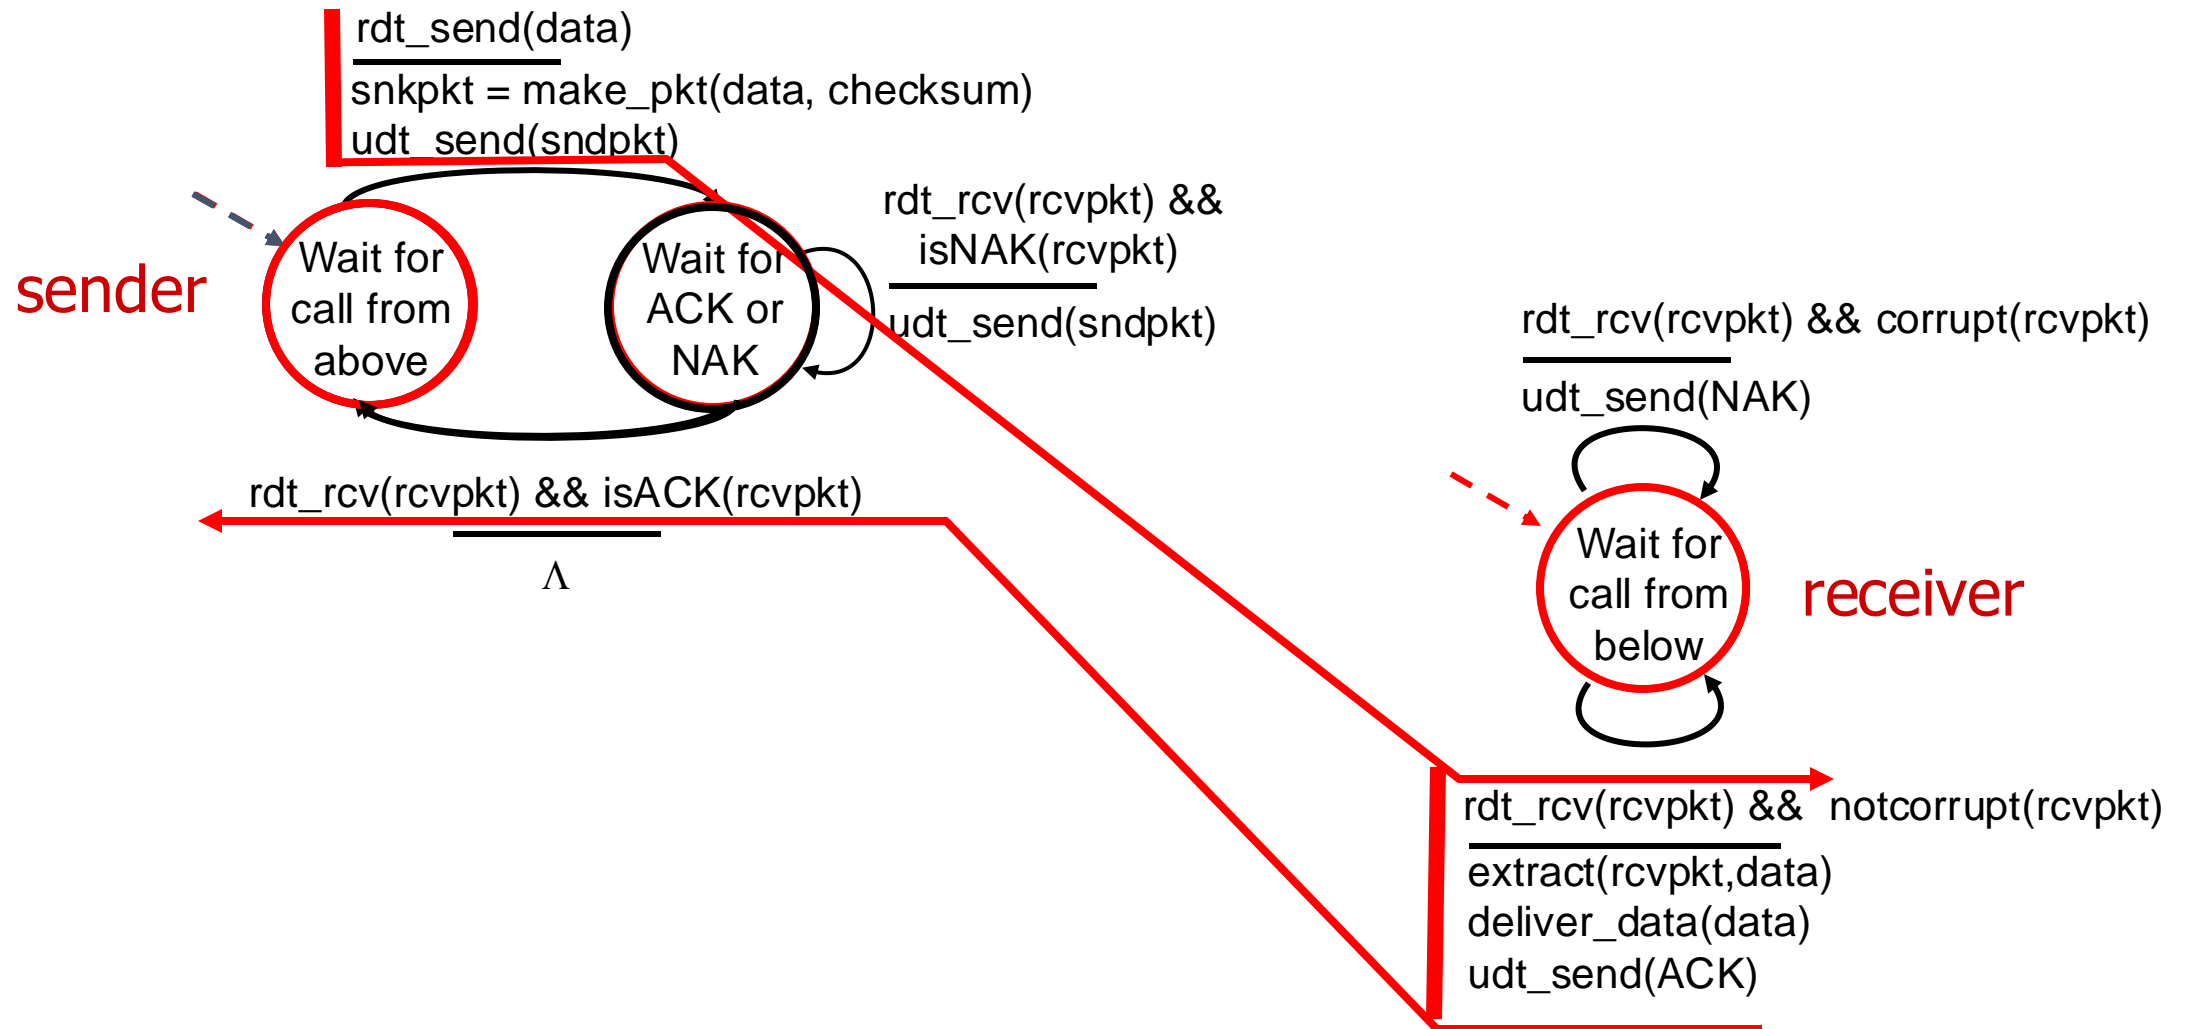 rdt_send(data)
snkpkt = make_pkt(data, checksum)
udt_send(sndpkt)
rdt_rcv(rcvpkt) &&
isNAK(rcvpkt)
udt_send(sndpkt)
sender
Wait for
call from
above
Wait for
ACK or
NAK
rdt_rcv(rcvpkt) && isACK(rcvpkt)
Λ
rdt_rcv(rcvpkt) && corrupt(rcvpkt)
udt_send(NAK)
Wait for
call from
below
receiver
rdt_rcv(rcvpkt) && notcorrupt(rcvpkt)
extract(rcvpkt,data)
deliver_data(data)
udt_send(ACK)